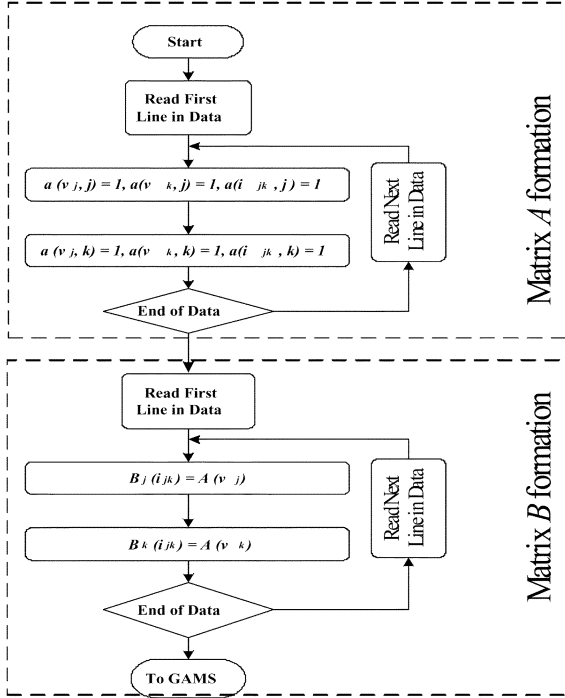 Start
Read First
Line in Data
a (v j, j) = 1, a(v k, j) = 1, a(i jk , j ) = 1
a (v j, k) = 1, a(v k, k) = 1, a(i jk , k) = 1
End of Data
Read Next
Line in Data
Matrix A formation
Read First
Line in Data
B j (i jk) = A (v j)
B k (i jk) = A (v k)
End of Data
Read Next
Line in Data
Matrix B formation
To GAMS